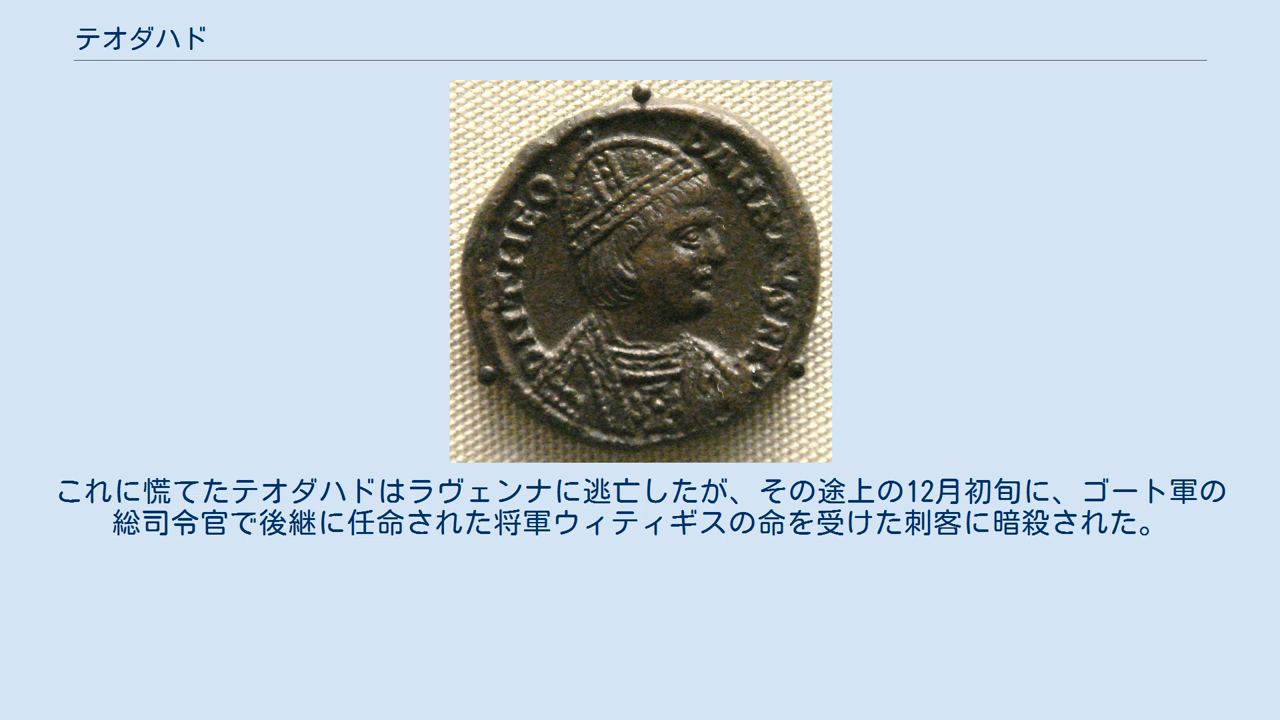 テオダハド
これに慌てたテオダハドはラヴェンナに逃亡したが、その途上の12月初旬に、ゴート軍の
総司令官で後継に任命された将軍ウィティギスの命を受けた刺客に暗殺された。